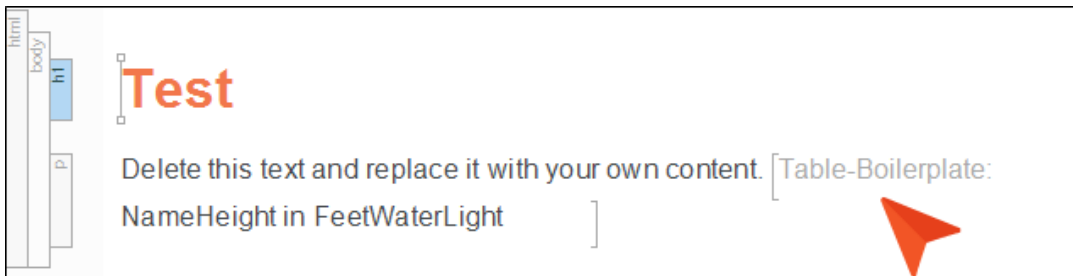 html
body
h1
Test
p
Delete this text and replace it with your own content. [Table-Boilerplate:
NameHeight in FeetWaterLight ]